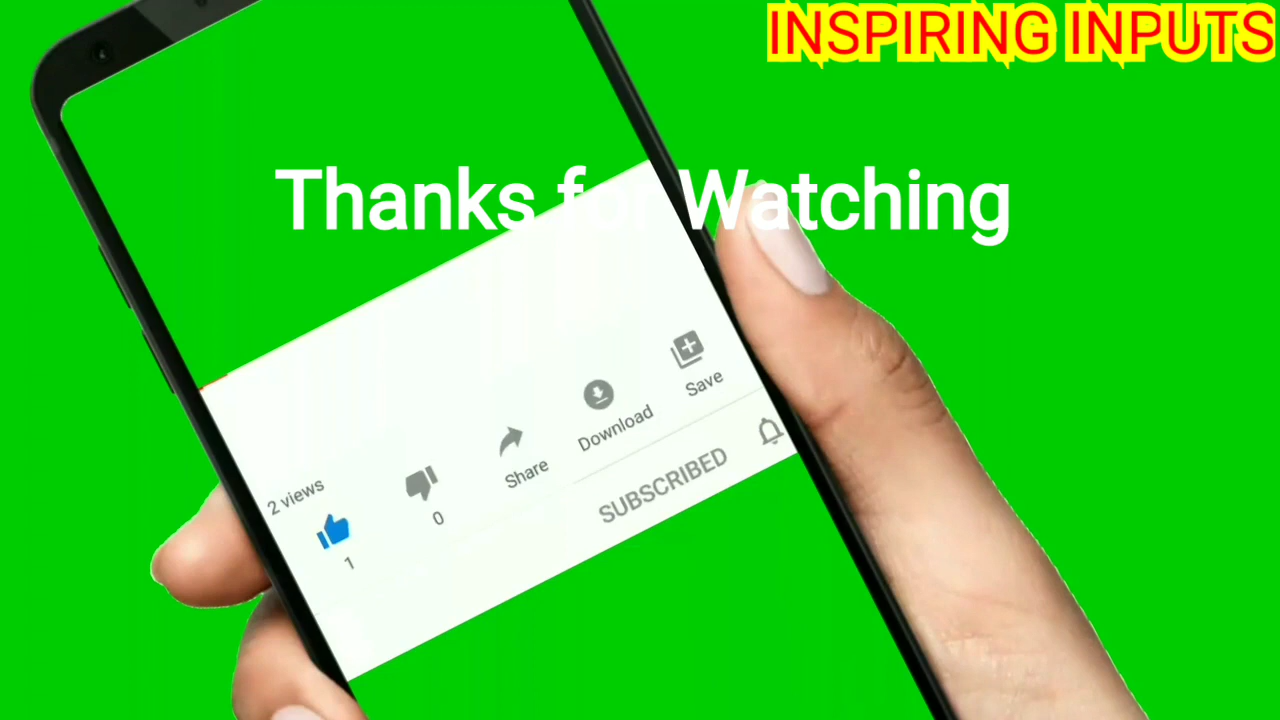 INSPIRING INPUTS
Thanks for Watching
2 views
1
0
Share
Download
Save
SUBSCRIBED